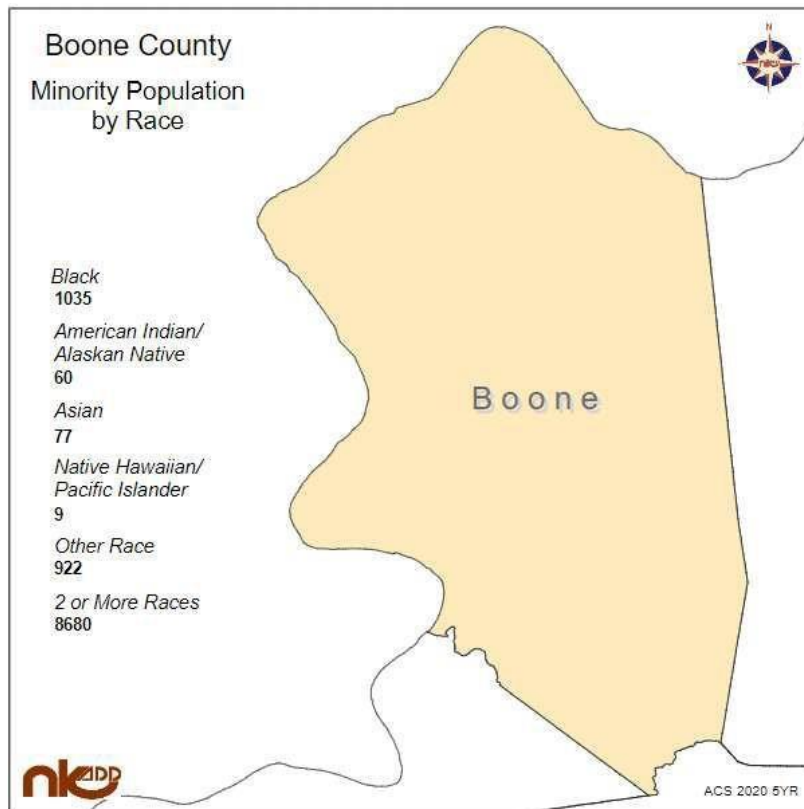 Boone County
Minority Population
by Race
N
Black
1035
American Indian/
Alaskan Native
60
Asian
77
Native Hawaiian/
Pacific Islander
9
Other Race
922
2 or More Races
8680
Boone
nkADD
ACS 2020 5YR